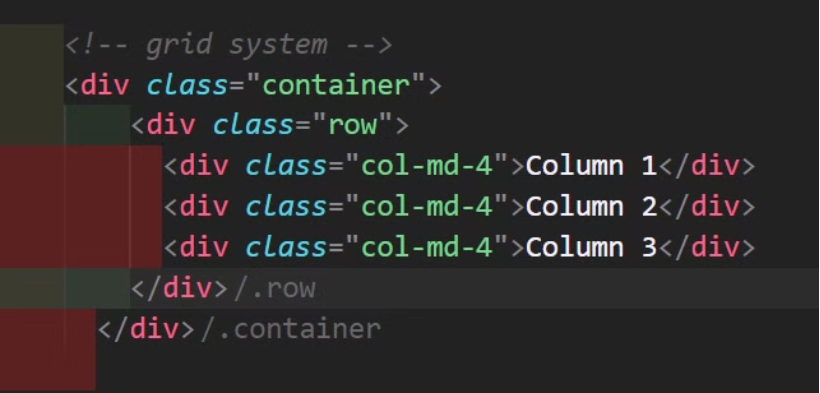 <!-- grid system -->
<div class="container">
<div class="row">
<div class="col-md-4">Column 1</div>
<div class="col-md-4">Column 2</div>
<div class="col-md-4">Column 3</div>
</div>/.row
</div>/.container